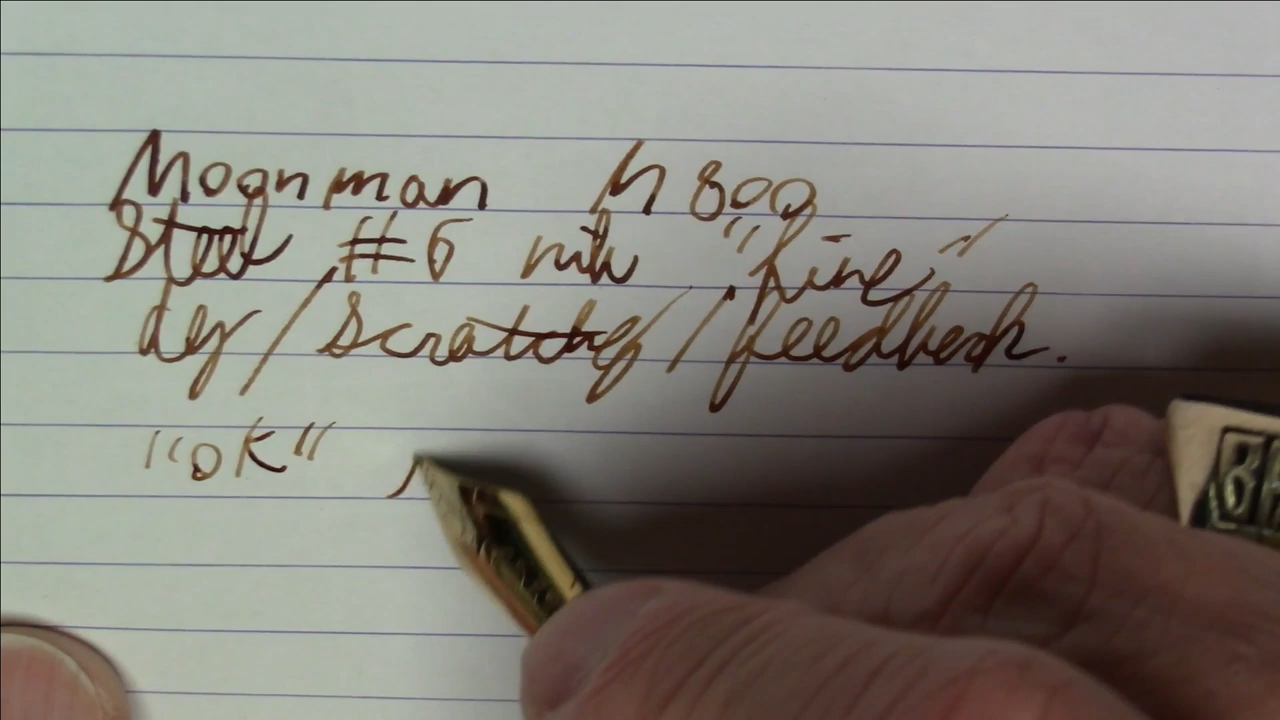 Moonman M800
Steel #6 nib "fine"
dry/scratchy/feedback.
"OK"